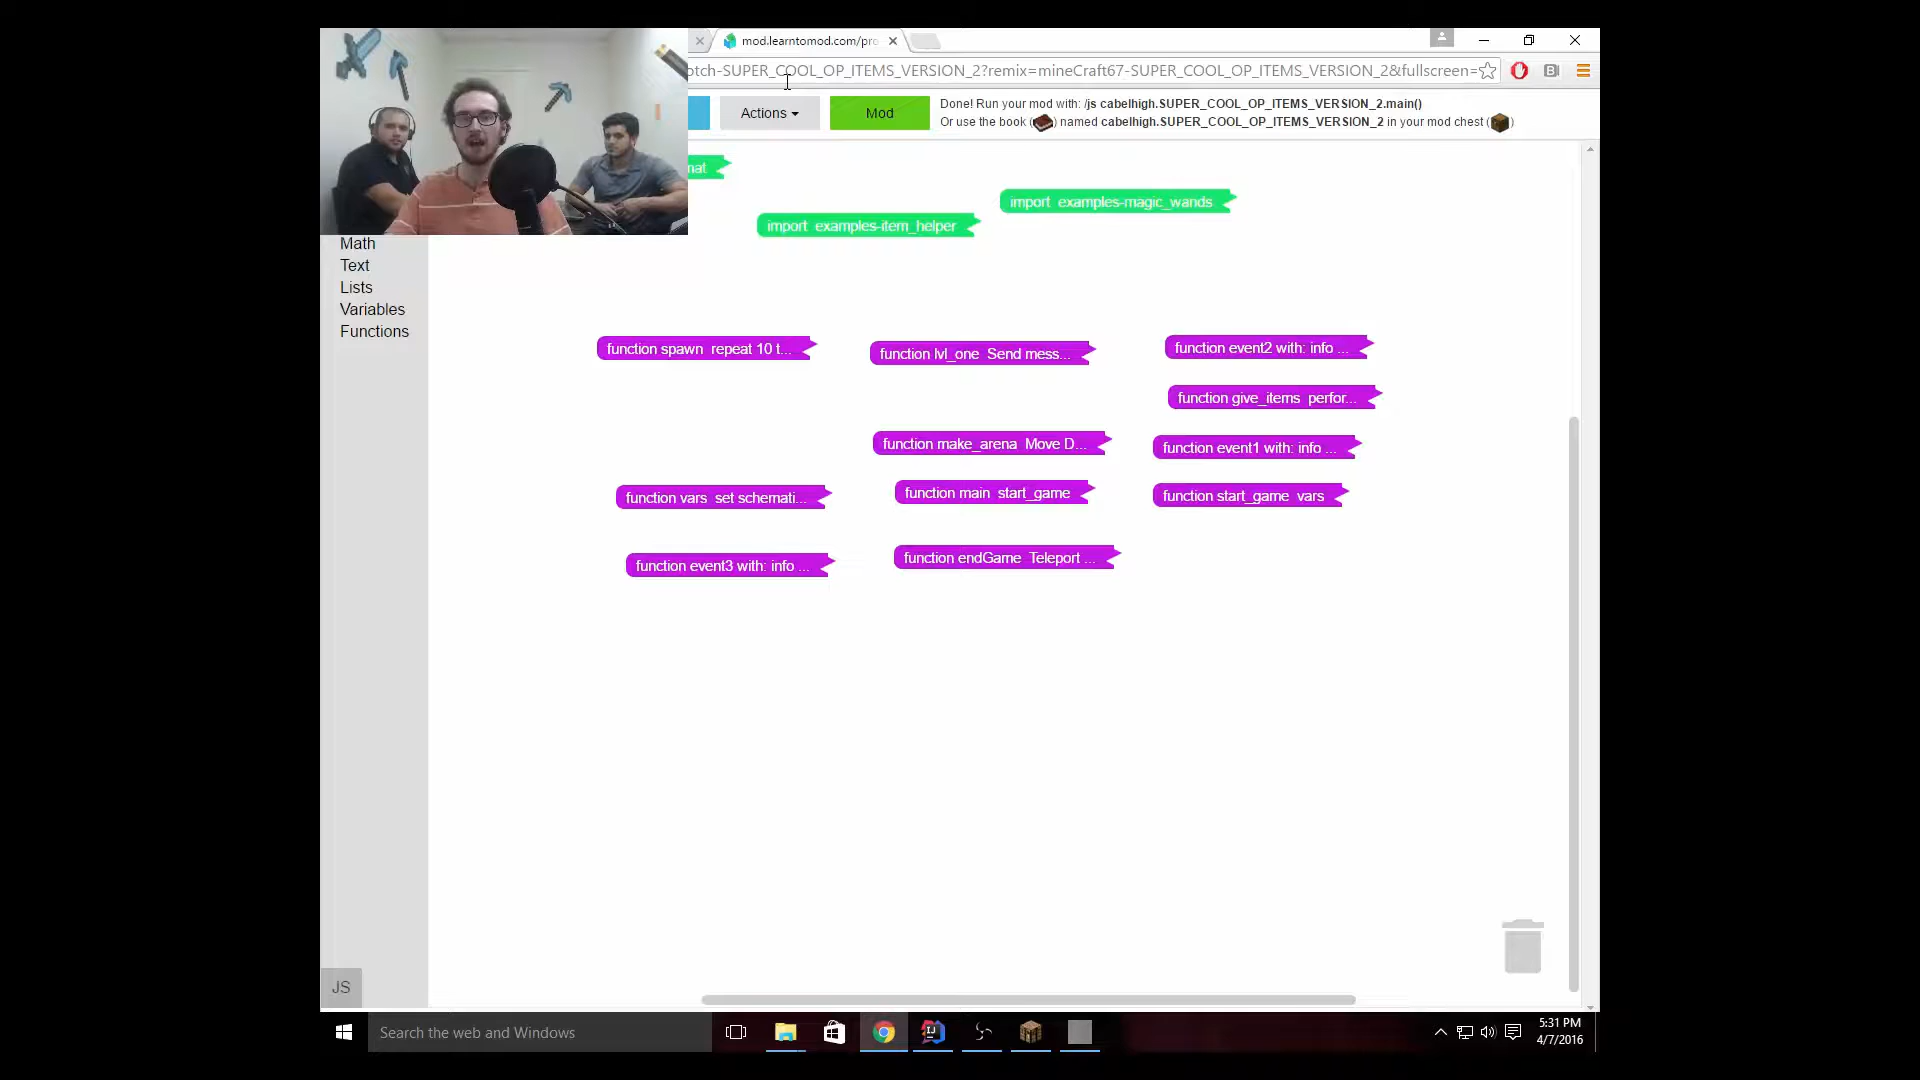 mod.learntomod.com/pro
otch-SUPER_COOL_OP_ITEMS_VERSION_2?remix=mineCraft67-SUPER_COOL_OP_ITEMS_VERSION_2&fullscreen=
Actions
Mod
Done! Run your mod with: /js cabelhigh.SUPER_COOL_OP_ITEMS_VERSION_2.main()
Or use the book ( ) named cabelhigh.SUPER_COOL_OP_ITEMS_VERSION_2 in your mod chest ( )
nat
import examples-magic_wands
import examples-item_helper
Math
Text
Lists
Variables
Functions
function spawn repeat 10 t...
function lvl_one Send mess...
function event2 with: info ...
function give_items perfor...
function make_arena Move D...
function event1 with: info ...
function vars set schemati...
function main start_game
function start_game vars
function event3 with: info ...
function endGame Teleport ...
JS
Search the web and Windows
5:31 PM
4/7/2016